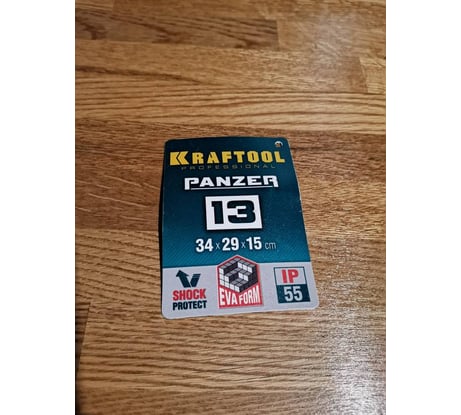 KRAFTOOL
PROFESSIONAL
PANZER
13
34 x 29 x 15 cm
SHOCK
PROTECT
EVA FORM
IP
55